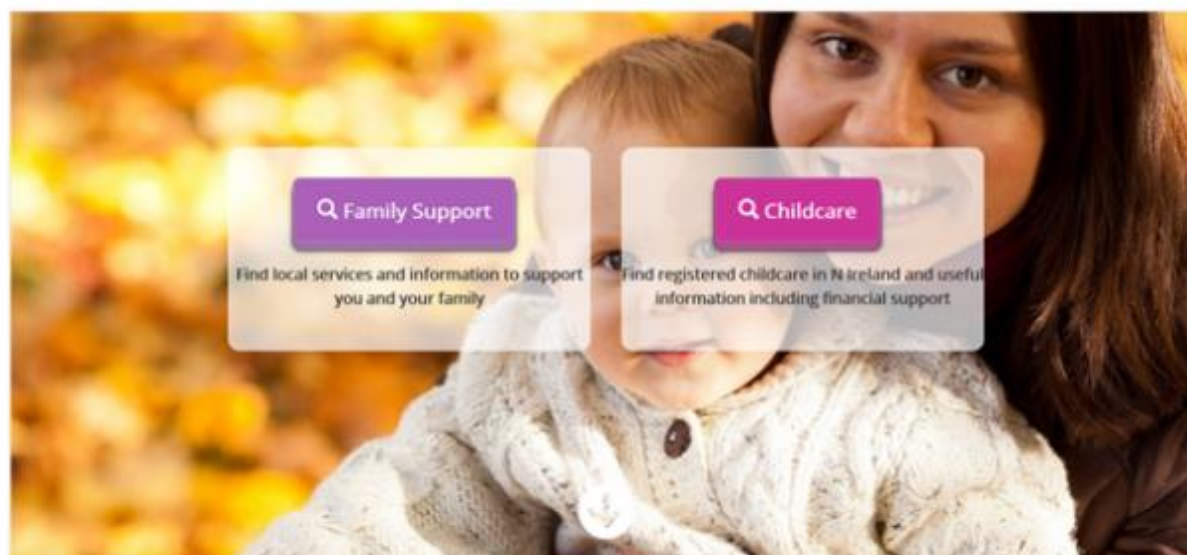 Family Support
Find local services and information to support
you and your family
Childcare
Find registered childcare in N Ireland and useful
information including financial support